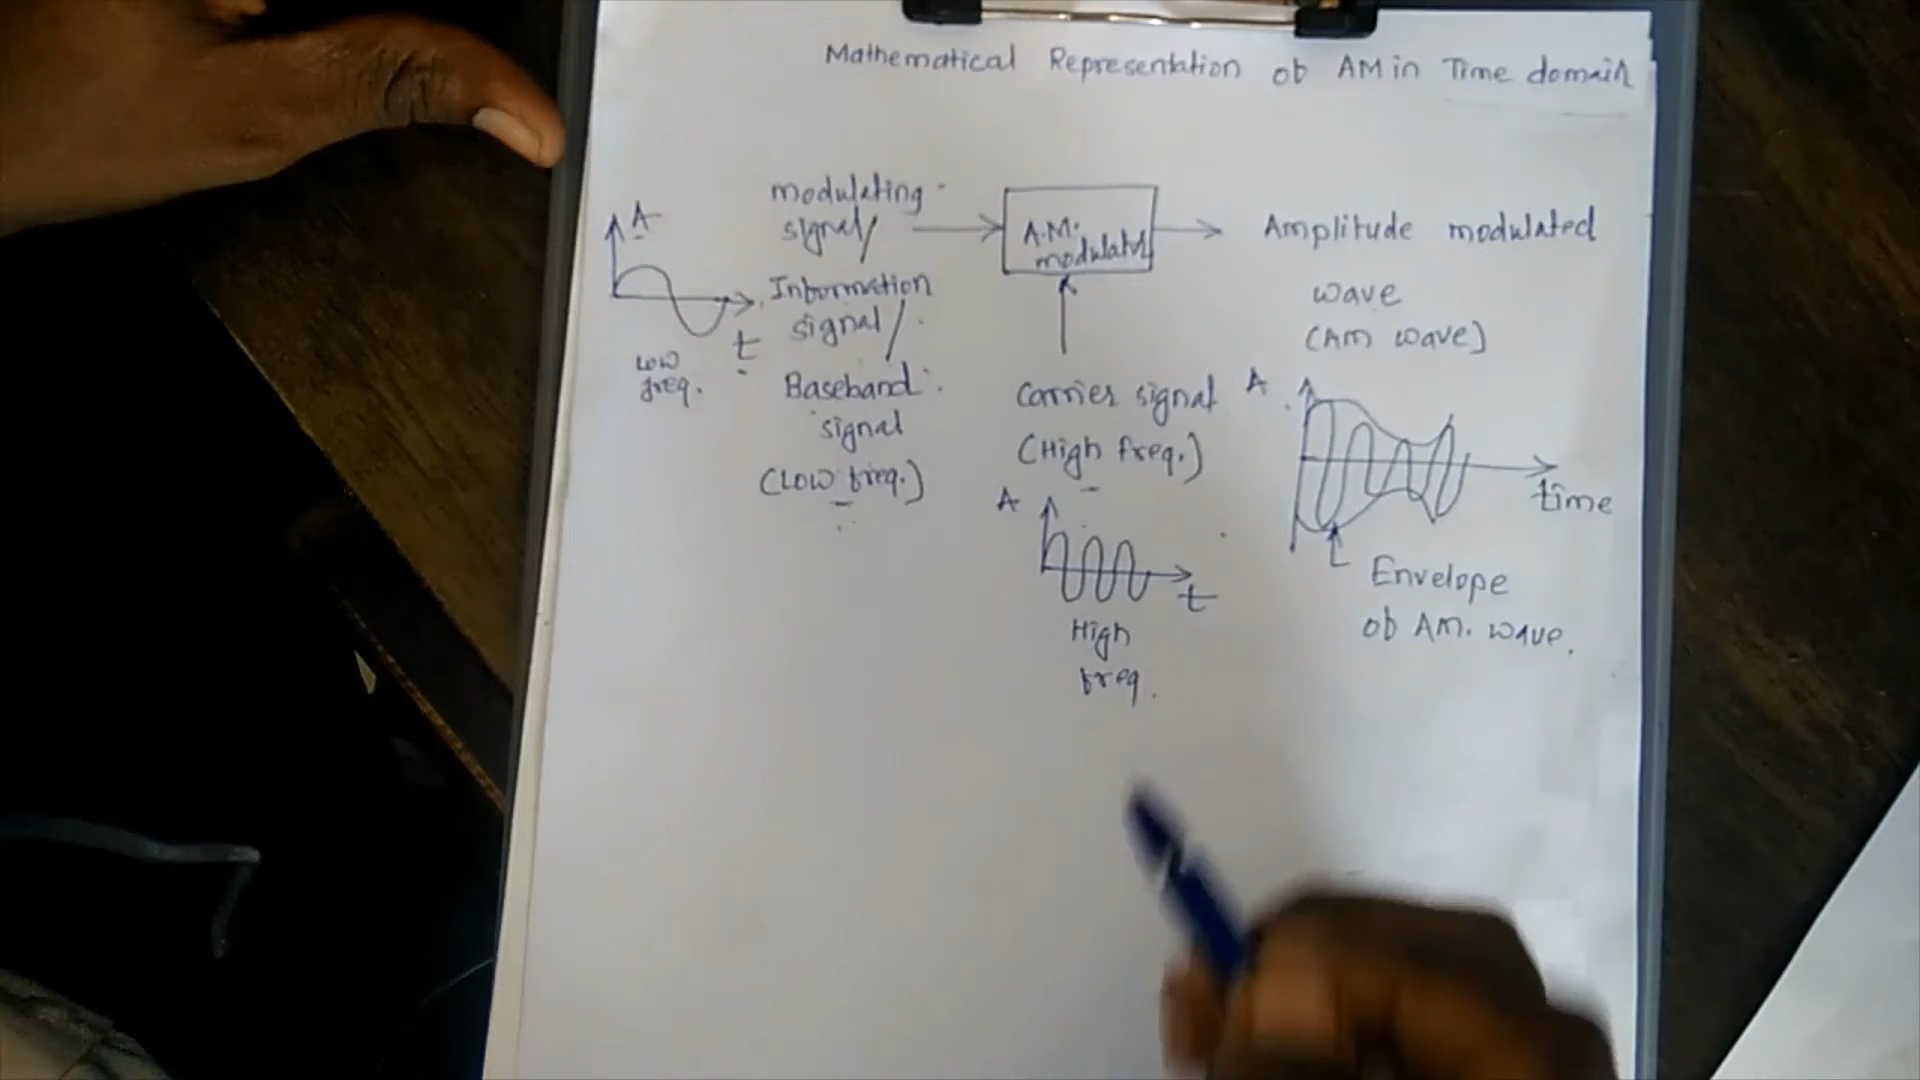 Mathematical Representation ob AM in Time domain
A
t
Low
freq.
modulating
signal/
Information
signal/
Baseband
signal
(Low freq.)
A.M.
modulator
Carrier signal
(High freq.)
A
t
High
freq.
Amplitude modulated
wave
(AM wave)
A
time
Envelope
ob AM. wave.